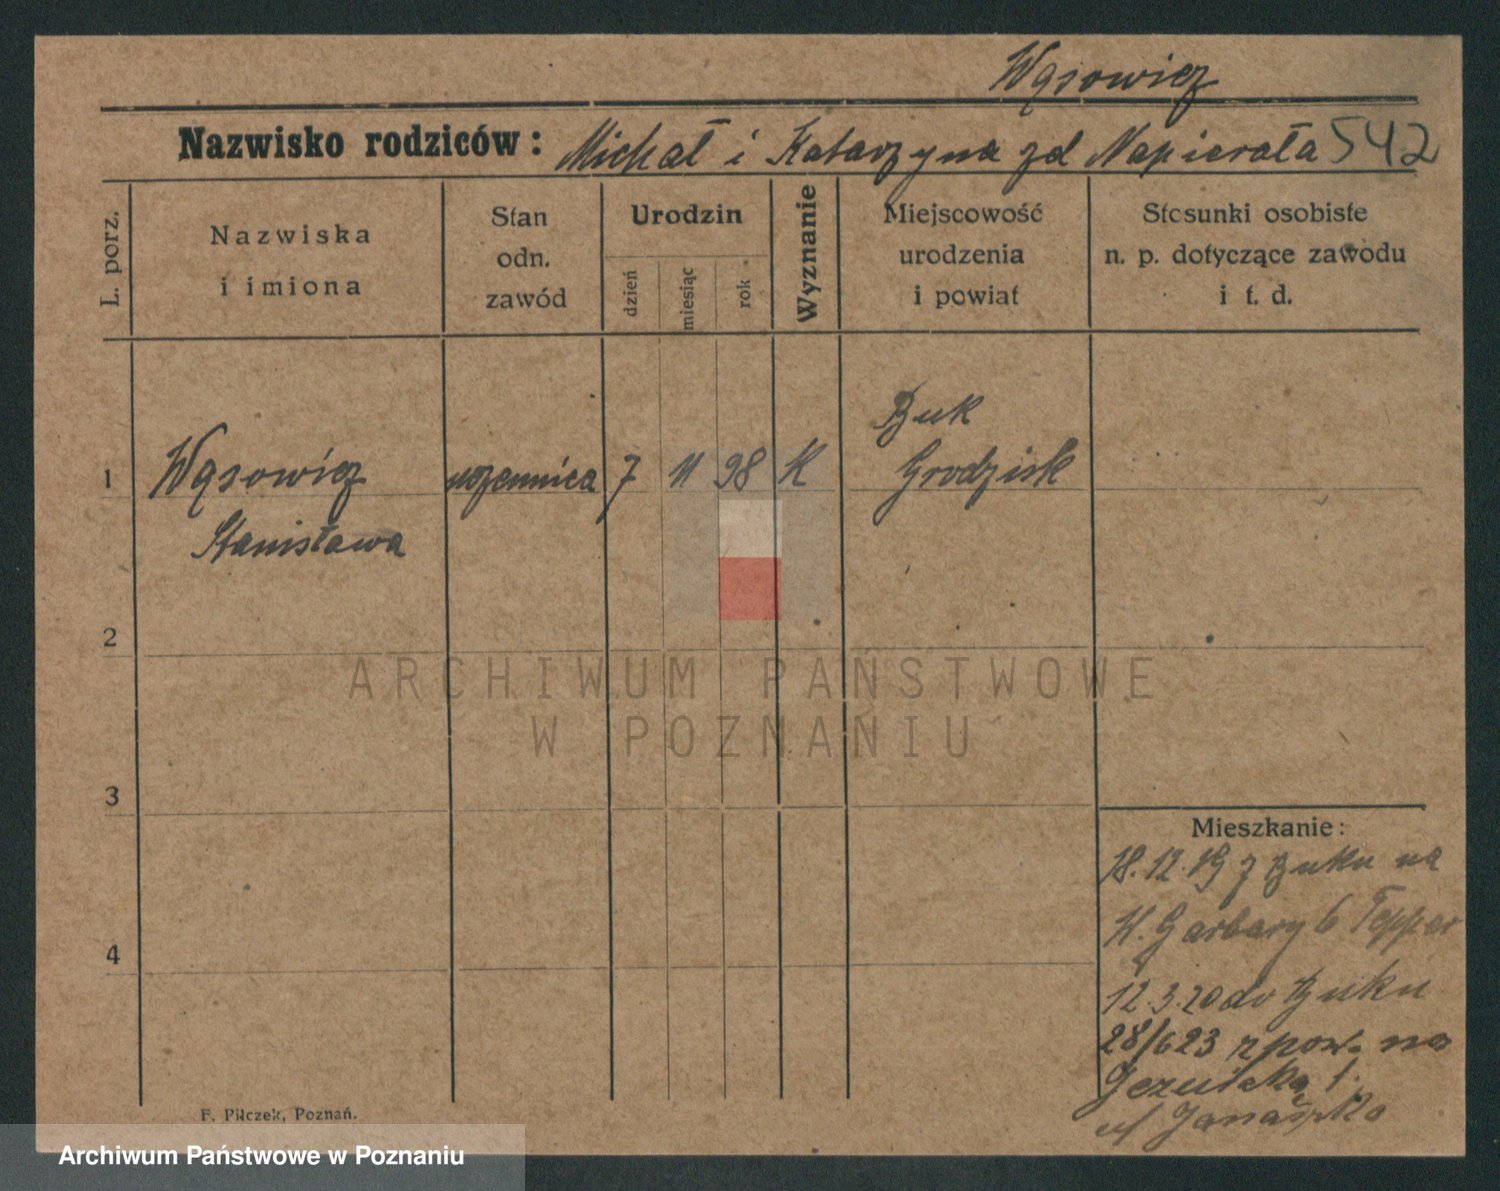 Wąsowicz
Nazwisko rodziców: Michał i Katarzyna zd Napierała 542
L. porz.
Nazwiska
i imiona
Stan
odn.
zawód
Urodzin
dzień
miesiąc
rok
Wyznanie
Miejscowość
urodzenia
i powiat
Stosunki osobiste
n. p. dotyczące zawodu
i t. d.
1
Wąsowicz
Stanisława
uczennica
7
11
98
K
Buk
Grodzisk
2
ARCHIWUM PAŃSTWOWE
W POZNANIU
3
4
Mieszkanie:
18.12.19 z Buku na
W. Garbary 6 Tepper
12.3.20 do Buku
28/6 23 z pow. na
Jezuicką 1.
F. Pilczek, Poznań.
Archiwum Państwowe w Poznaniu